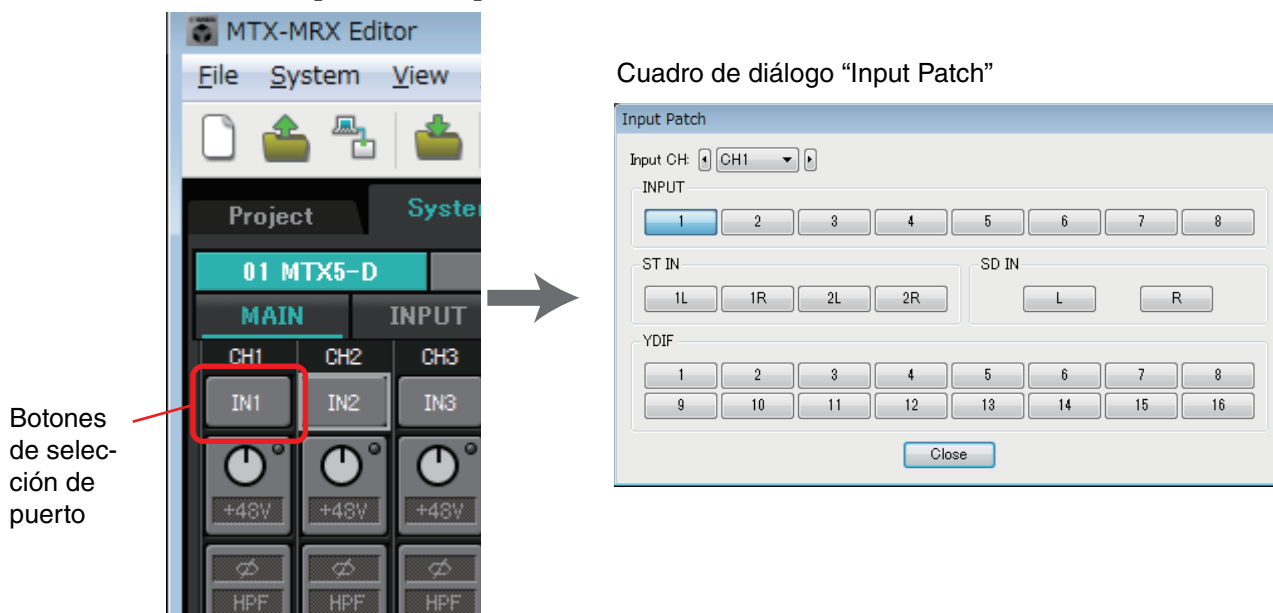 MTX-MRX Editor
File System View
Project Syste
01 MTX5-D
MAIN INPUT
CH1 CH2 CH3
IN1 IN2 IN3
+48V +48V +48V
HPF HPF HPF
Botones
de selec-
ción de
puerto
Cuadro de diálogo “Input Patch”
Input Patch
Input CH: CH1
INPUT
1 2 3 4 5 6 7 8
ST IN SD IN
1L 1R 2L 2R L R
YDIF
1 2 3 4 5 6 7 8
9 10 11 12 13 14 15 16
Close